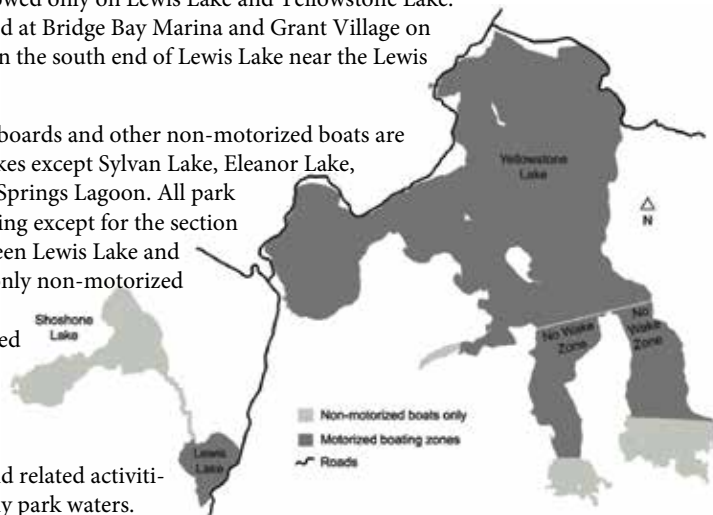 owed only on Lewis Lake and Yellowstone Lake.
d at Bridge Bay Marina and Grant Village on
n the south end of Lewis Lake near the Lewis
boards and other non-motorized boats are
kes except Sylvan Lake, Eleanor Lake,
Springs Lagoon. All park
ing except for the section
een Lewis Lake and
only non-motorized
ed
d related activiti-
y park waters.
Yellowstone
Lake
N
No Wake
Zone
No
Wake
Zone
Shoshone
Lake
Lewis
Lake
Non-motorized boats only
Motorized boating zones
Roads